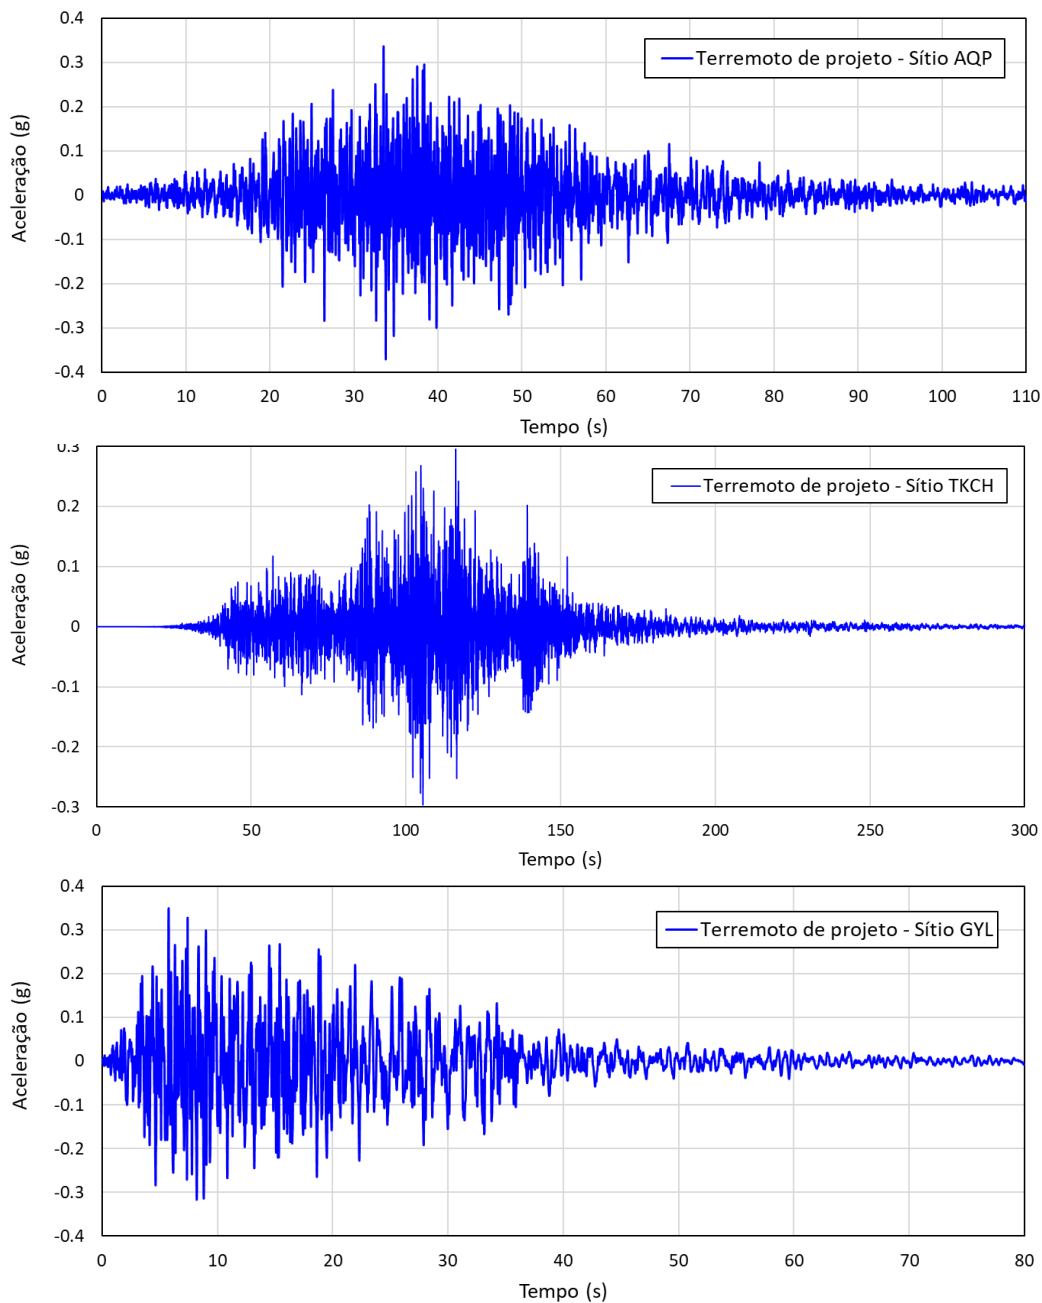 0.4
0.3
0.2
0.1
0
-0.1
-0.2
-0.3
-0.4
Aceleração (g)
Terremoto de projeto - Sítio AQP
0 10 20 30 40 50 60 70 80 90 100 110
Tempo (s)
0.3
0.2
0.1
0
-0.1
-0.2
-0.3
Aceleração (g)
Terremoto de projeto - Sítio TKCH
0 50 100 150 200 250 300
Tempo (s)
0.4
0.3
0.2
0.1
0
-0.1
-0.2
-0.3
-0.4
Aceleração (g)
Terremoto de projeto - Sítio GYL
0 10 20 30 40 50 60 70 80
Tempo (s)